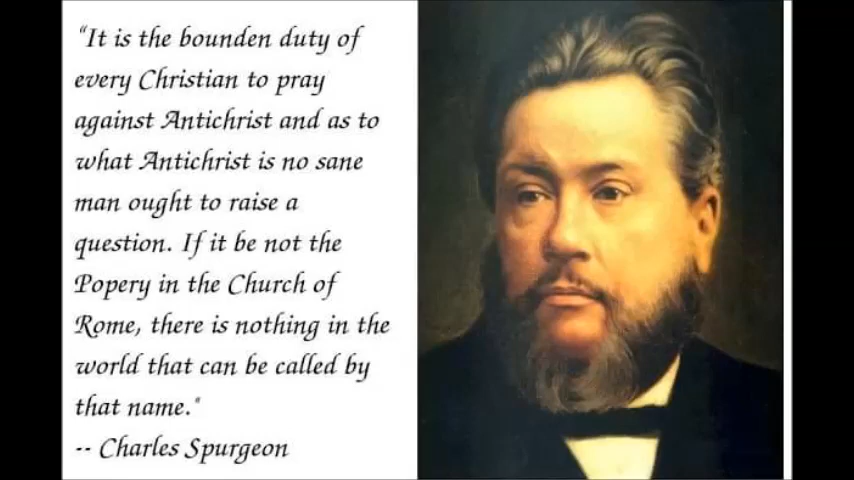 "It is the bounden duty of
every Christian to pray
against Antichrist and as to
what Antichrist is no sane
man ought to raise a
question. If it be not the
Popery in the Church of
Rome, there is nothing in the
world that can be called by
that name."
-- Charles Spurgeon